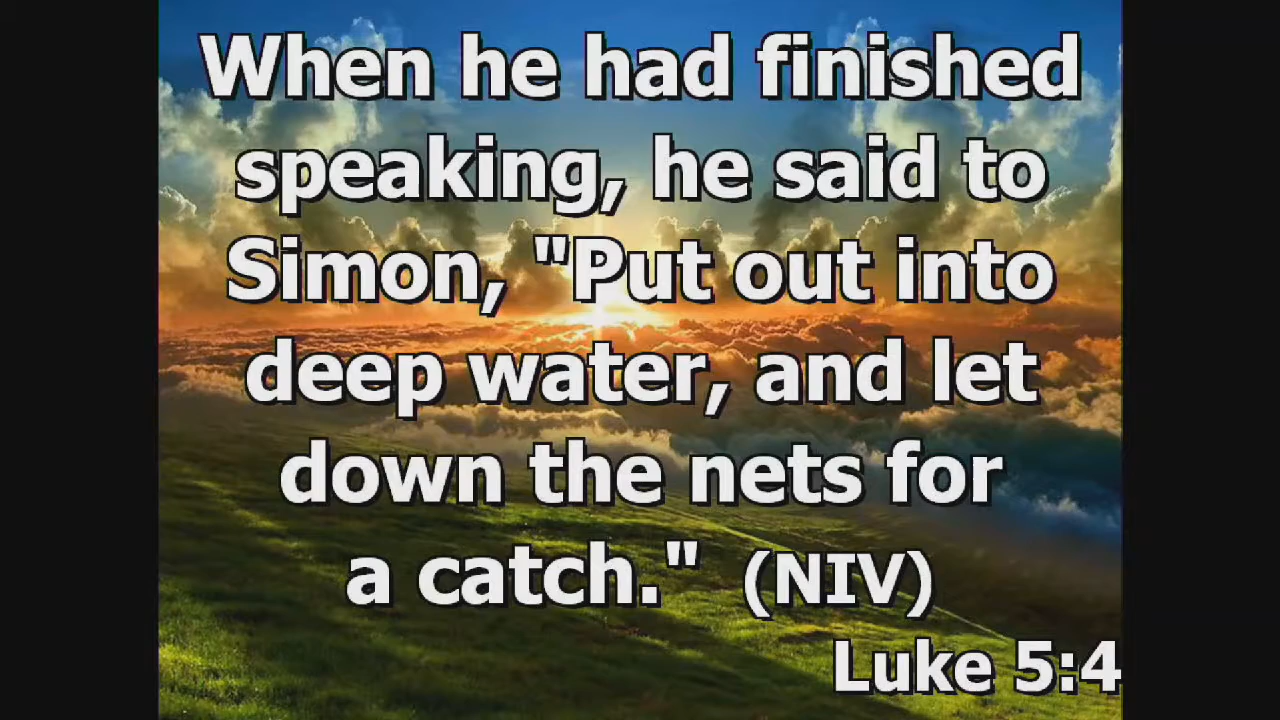 When he had finished
speaking, he said to
Simon, "Put out into
deep water, and let
down the nets for
a catch." (NIV)
Luke 5:4